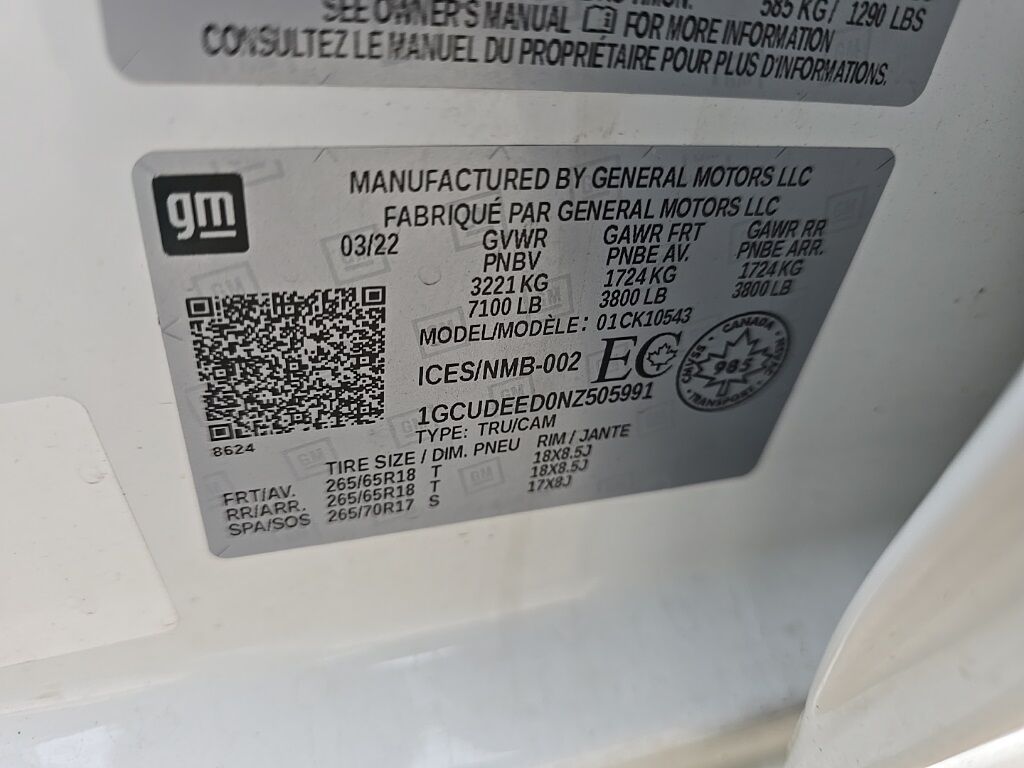 585 KG / 1290 LBS
SEE OWNER'S MANUAL FOR MORE INFORMATION
CONSULTEZ LE MANUEL DU PROPRIÉTAIRE POUR PLUS D'INFORMATIONS.
gm
MANUFACTURED BY GENERAL MOTORS LLC
FABRIQUÉ PAR GENERAL MOTORS LLC
03/22 GVWR GAWR FRT GAWR RR
PNBV PNBE AV. PNBE ARR.
3221 KG 1724 KG 1724 KG
7100 LB 3800 LB 3800 LB
MODEL/MODÈLE: 01CK10543
ICES/NMB-002 EC
CANADA
985
TRANSPORT
1GCUDEED0NZ505991
TYPE: TRU/CAM
8624
TIRE SIZE / DIM. PNEU RIM / JANTE
FRT/AV. 265/65R18 T 18X8.5J
RR/ARR. 265/65R18 T 18X8.5J
SPA/SOS 265/70R17 S 17X8J